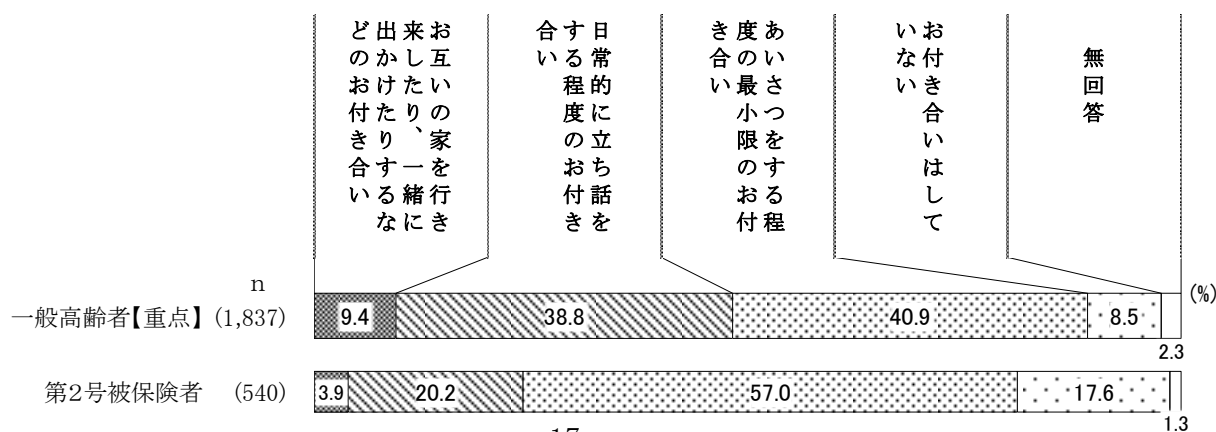 お互いの家を行き
来したり、一緒に
出かけたりするな
どのお付き合い
日常的に立ち話を
する程度のお付き
合い
あいさつをする程
度の最小限のお付
き合い
お付き合いはして
いない
無回答
n
(%)
一般高齢者【重点】 (1,837) 9.4 38.8 40.9 8.5
2.3
第2号被保険者 (540) 3.9 20.2 57.0 17.6
1.3
17